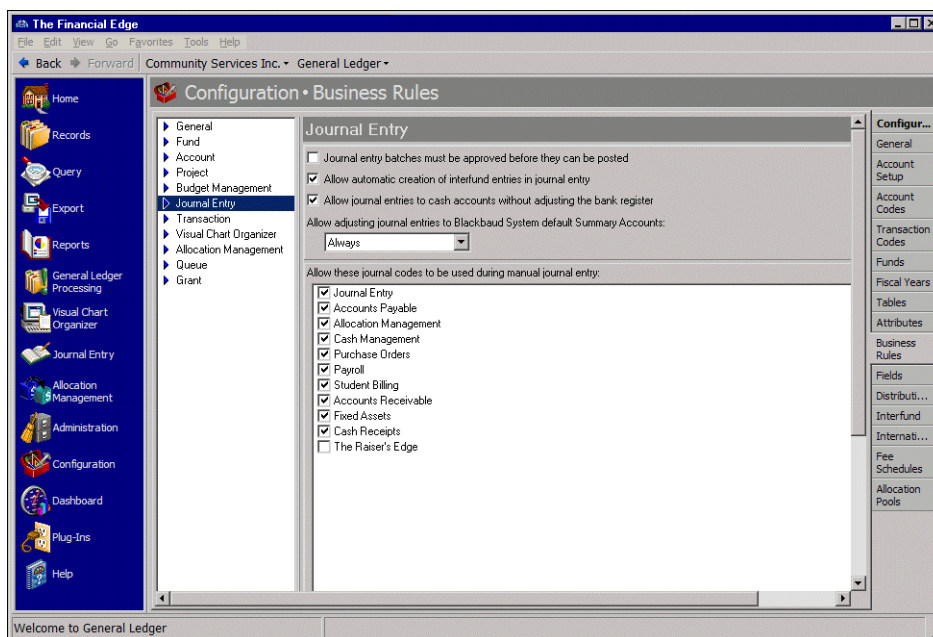 The Financial Edge
File Edit View Go Favorites Tools Help
Back Forward Community Services Inc. General Ledger
Home
Records
Query
Export
Reports
General Ledger
Processing
Visual Chart
Organizer
Journal Entry
Allocation
Management
Administration
Configuration
Dashboard
Plug-Ins
Help
Configuration • Business Rules
General
Fund
Account
Project
Budget Management
Journal Entry
Transaction
Visual Chart Organizer
Allocation Management
Queue
Grant
Journal Entry
Journal entry batches must be approved before they can be posted
Allow automatic creation of interfund entries in journal entry
Allow journal entries to cash accounts without adjusting the bank register
Allow adjusting journal entries to Blackbaud System default Summary Accounts:
Always
Allow these journal codes to be used during manual journal entry:
Journal Entry
Accounts Payable
Allocation Management
Cash Management
Purchase Orders
Payroll
Student Billing
Accounts Receivable
Fixed Assets
Cash Receipts
The Raiser's Edge
Configur...
General
Account
Setup
Account
Codes
Transaction
Codes
Funds
Fiscal Years
Tables
Attributes
Business
Rules
Fields
Distributi...
Interfund
Internati...
Fee
Schedules
Allocation
Pools
Welcome to General Ledger